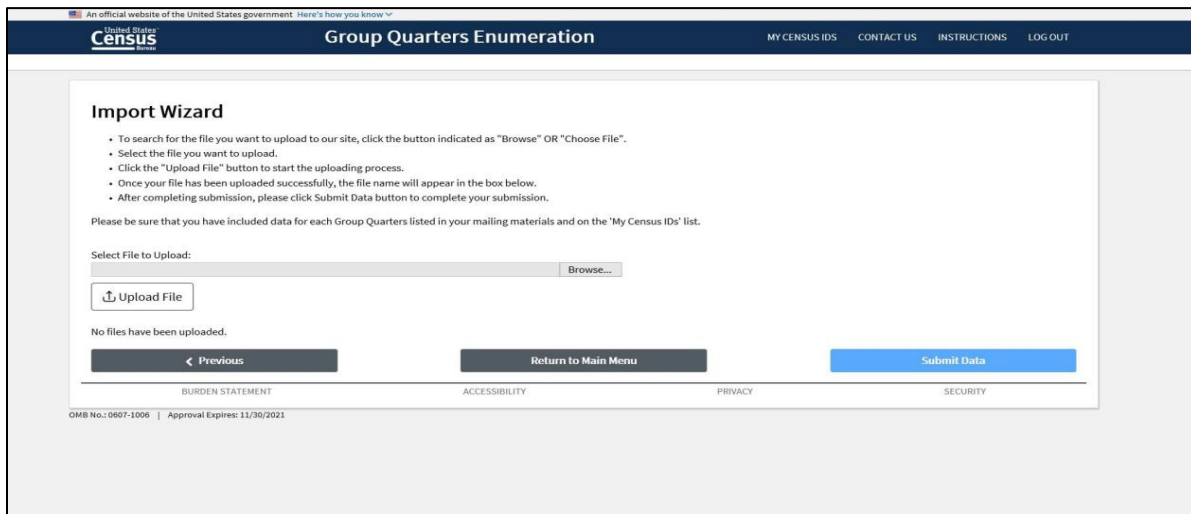 An official website of the United States government Here's how you know
United States®
Census
Bureau
Group Quarters Enumeration
MY CENSUS IDS CONTACT US INSTRUCTIONS LOG OUT
Import Wizard
• To search for the file you want to upload to our site, click the button indicated as "Browse" OR "Choose File".
• Select the file you want to upload.
• Click the "Upload File" button to start the uploading process.
• Once your file has been uploaded successfully, the file name will appear in the box below.
• After completing submission, please click Submit Data button to complete your submission.
Please be sure that you have included data for each Group Quarters listed in your mailing materials and on the 'My Census IDs' list.
Select File to Upload:
Browse...
Upload File
No files have been uploaded.
Previous Return to Main Menu Submit Data
BURDEN STATEMENT ACCESSIBILITY PRIVACY SECURITY
OMB No.: 0607-1006 | Approval Expires: 11/30/2021